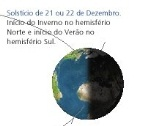 Solstício de 21 ou 22 de Dezembro.
Início do Inverno no hemisfério
Norte e início do Verão no
hemisfério Sul.